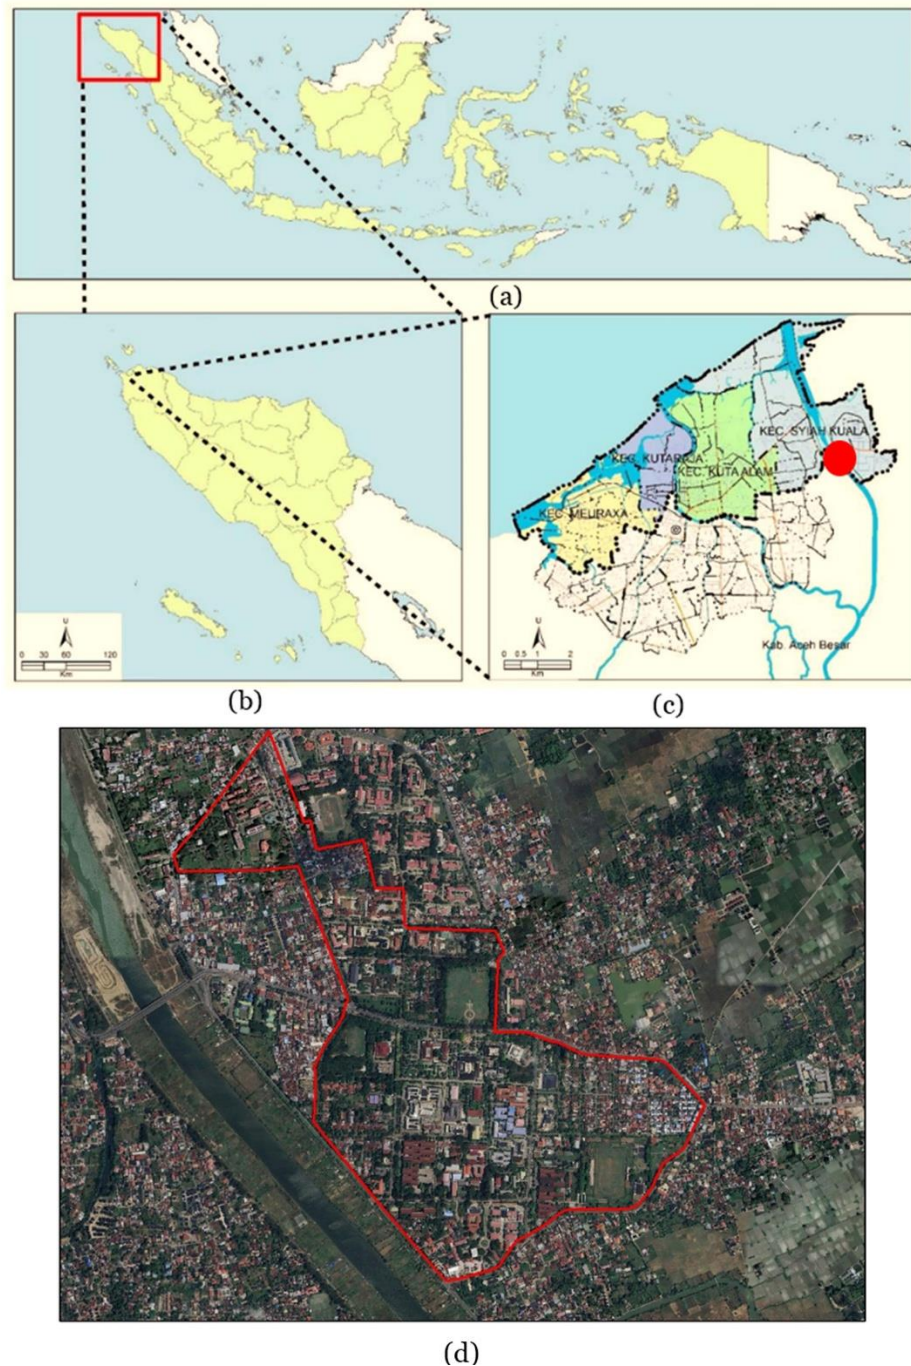 (a)
KEC. SYIAH KUALA
KEC. KUTARAJA
KEC. KUTA ALAM
KEC. MEURAXA
Kab. Aceh Besar
U
0 30 60 120
Km
U
0 0.5 1 2
Km
(b)
(c)
(d)